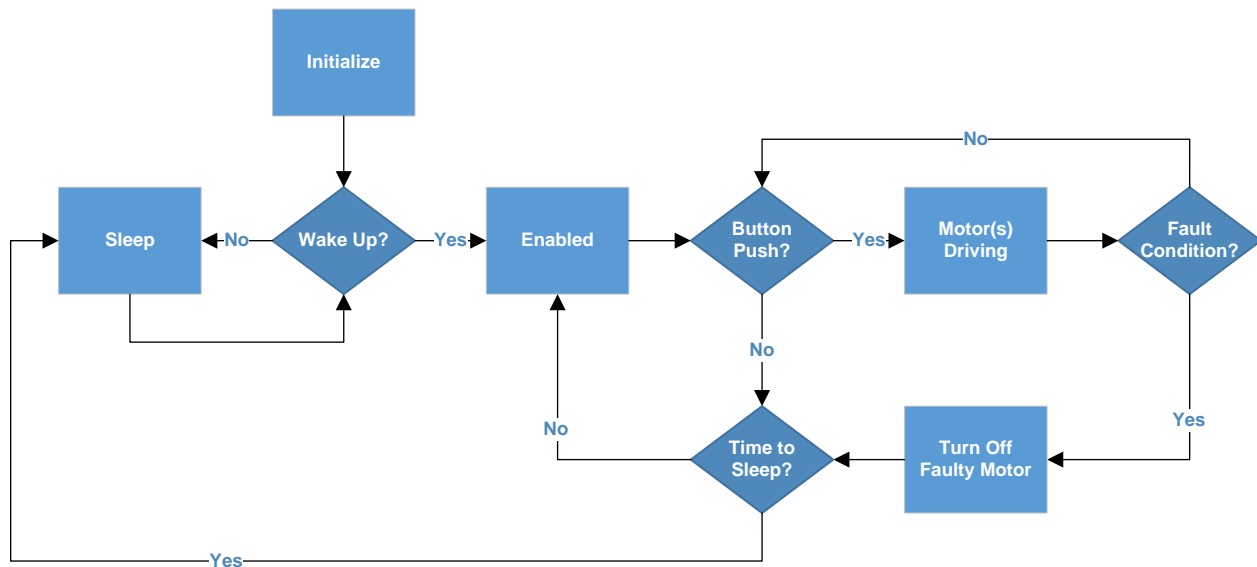 Initialize
No
Sleep
No
Wake Up?
Yes
Enabled
Button
Push?
Yes
Motor(s)
Driving
Fault
Condition?
No
No
Yes
Time to
Sleep?
Turn Off
Faulty Motor
Yes